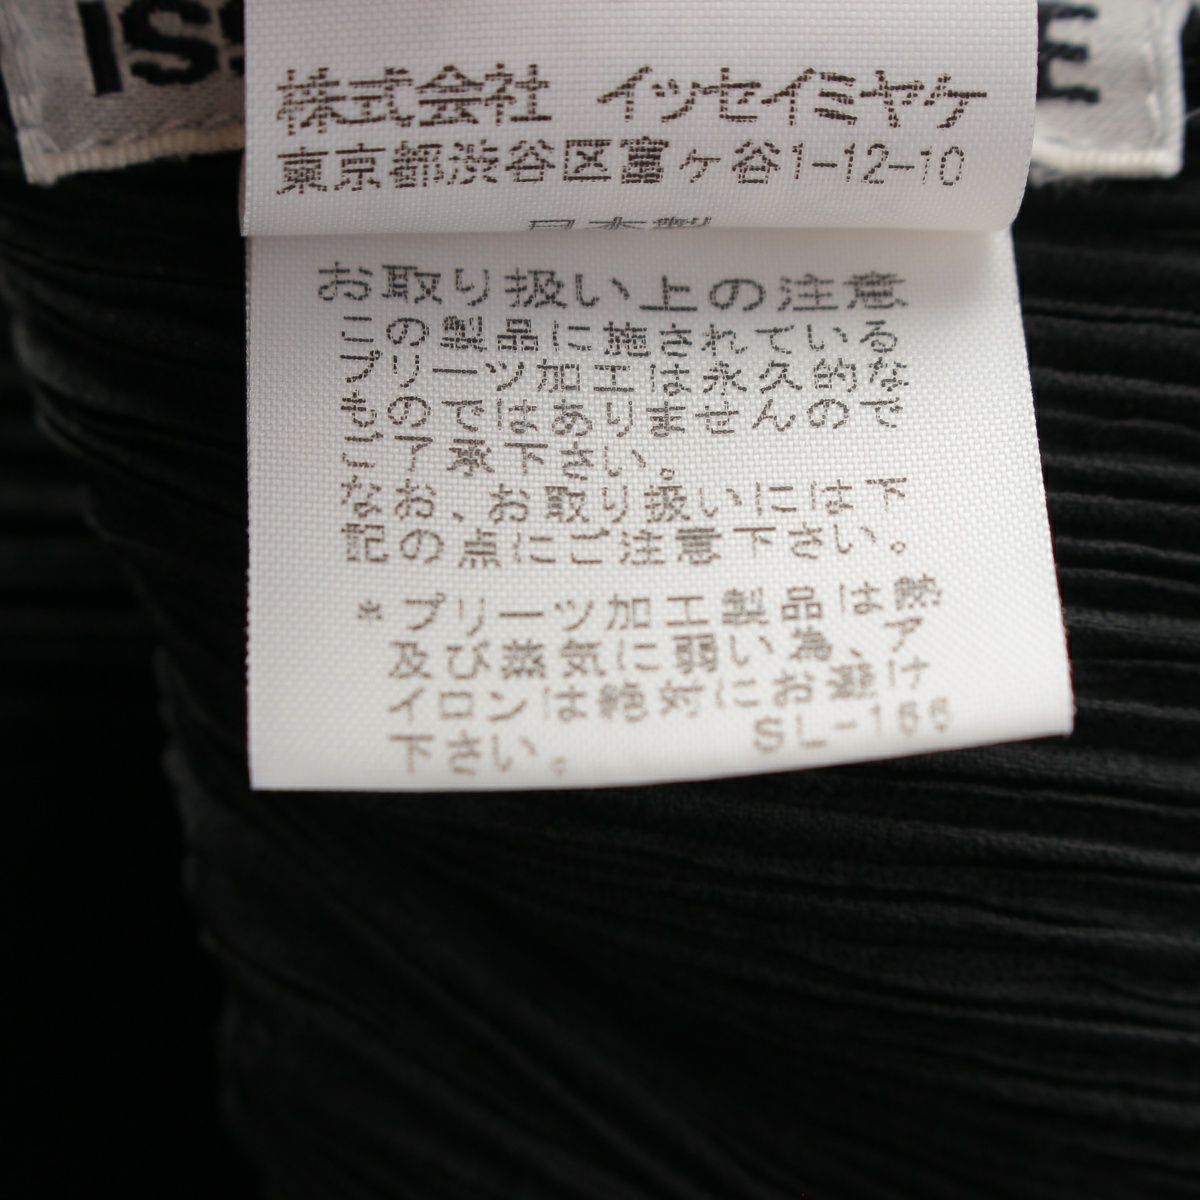 ISS
E
株式会社 イッセイミヤケ
東京都渋谷区富ヶ谷1-12-10
日本製
お取り扱い上の注意
この製品に施されている
プリーツ加工は永久的な
ものではありませんので
ご了承下さい。
なお、お取り扱いには下
記の点にご注意下さい。
*プリーツ加工製品は熱
及び蒸気に弱い為、ア
イロンは絶対にお避け
下さい。 SL-166